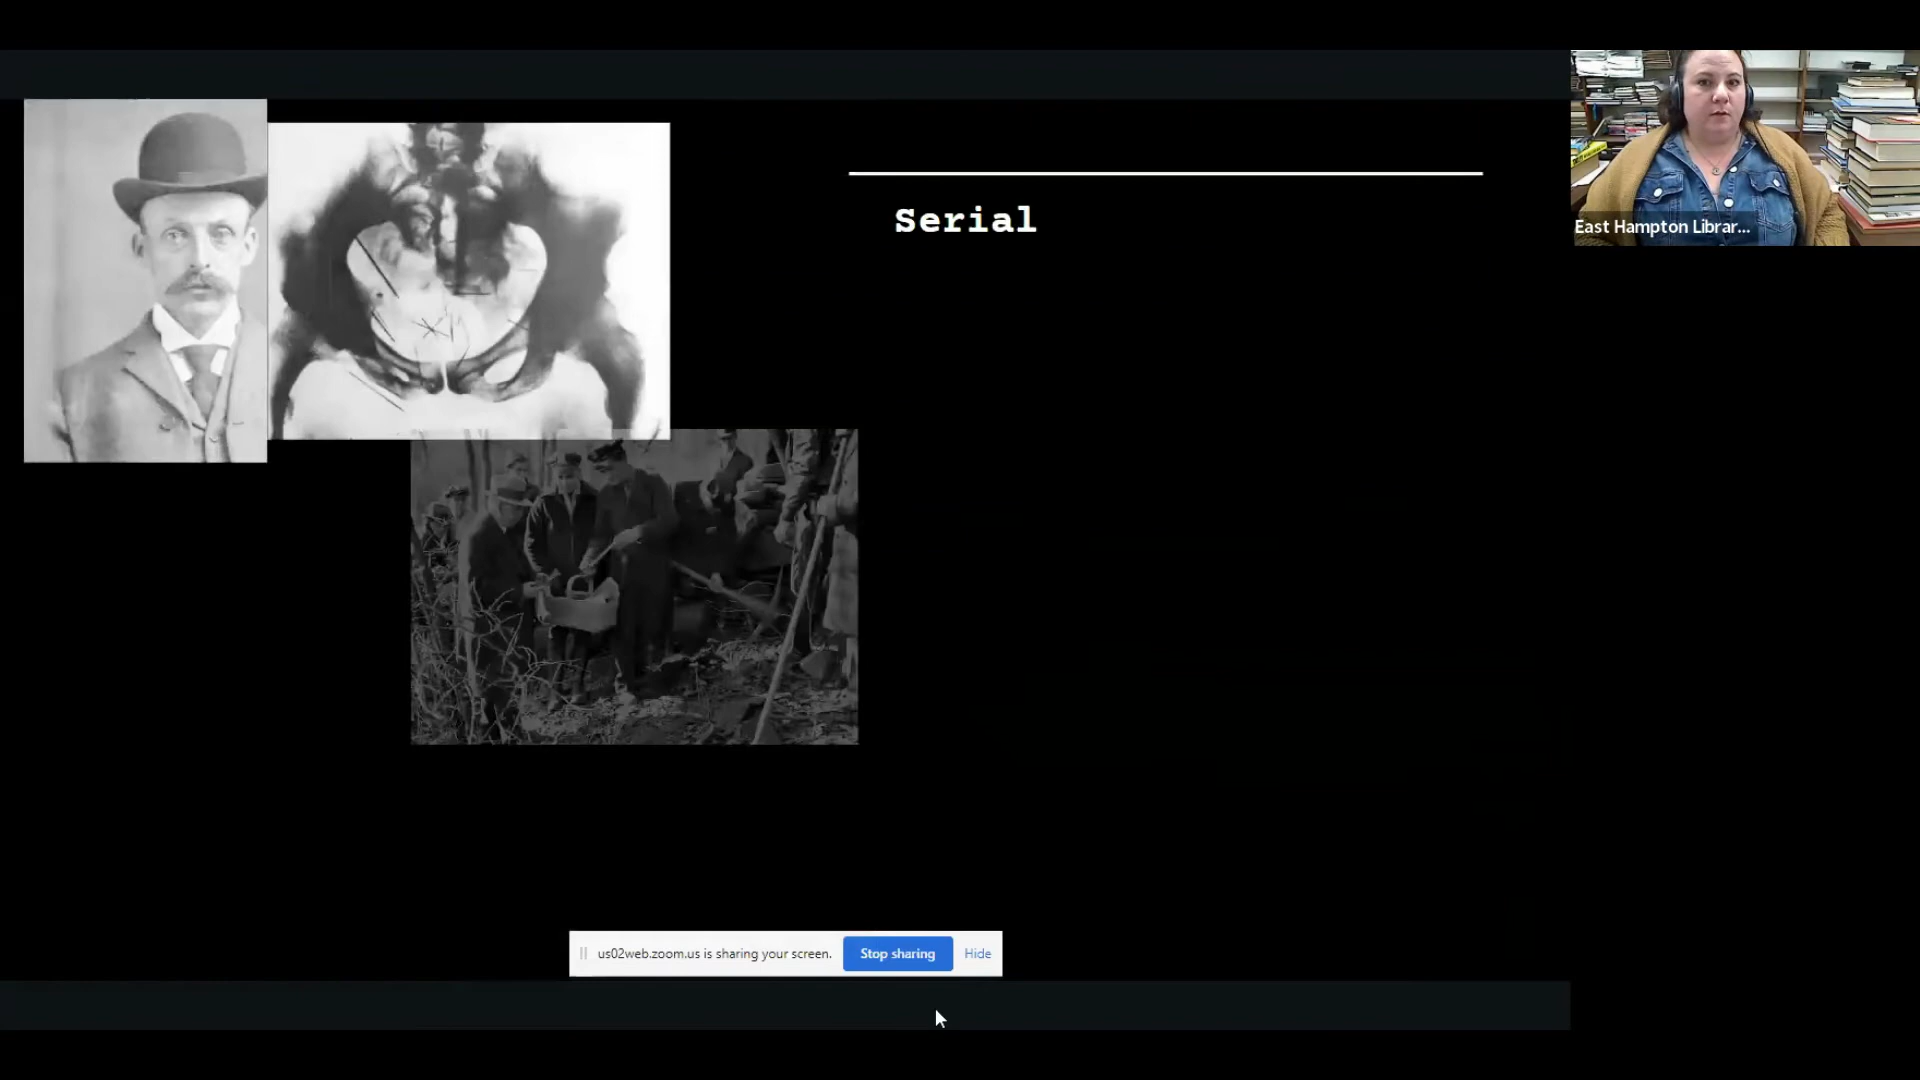 Serial
East Hampton Librar...
us02web.zoom.us is sharing your screen.
Stop sharing
Hide